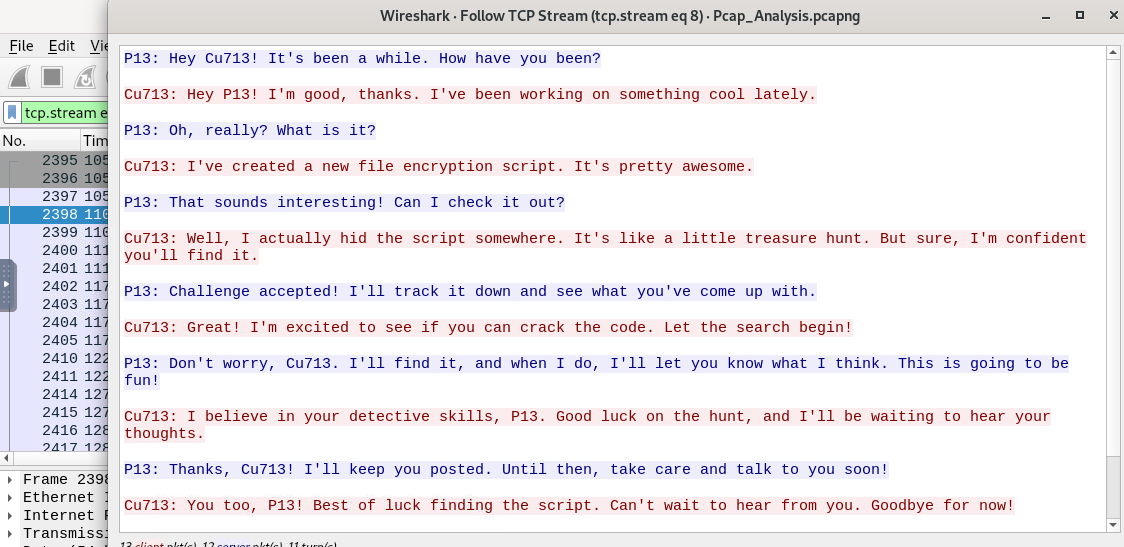 Wireshark · Follow TCP Stream (tcp.stream eq 8) · Pcap_Analysis.pcapng
File Edit
tcp.stream e
No. Tim
2395 105
2396 105
2397 105
2398 110
2399 110
2400 111
2401 111
2402 117
2403 117
2404 117
2405 117
2410 122
2411 122
2414 127
2415 127
2416 128
2417 128
Frame 2398
Ethernet I
Internet P
Transmiss
P13: Hey Cu713! It's been a while. How have you been?
Cu713: Hey P13! I'm good, thanks. I've been working on something cool lately.
P13: Oh, really? What is it?
Cu713: I've created a new file encryption script. It's pretty awesome.
P13: That sounds interesting! Can I check it out?
Cu713: Well, I actually hid the script somewhere. It's like a little treasure hunt. But sure, I'm confident
you'll find it.
P13: Challenge accepted! I'll track it down and see what you've come up with.
Cu713: Great! I'm excited to see if you can crack the code. Let the search begin!
P13: Don't worry, Cu713. I'll find it, and when I do, I'll let you know what I think. This is going to be
fun!
Cu713: I believe in your detective skills, P13. Good luck on the hunt, and I'll be waiting to hear your
thoughts.
P13: Thanks, Cu713! I'll keep you posted. Until then, take care and talk to you soon!
Cu713: You too, P13! Best of luck finding the script. Can't wait to hear from you. Goodbye for now!
13 client pkt(s), 12 server pkt(s), 11 turn(s).